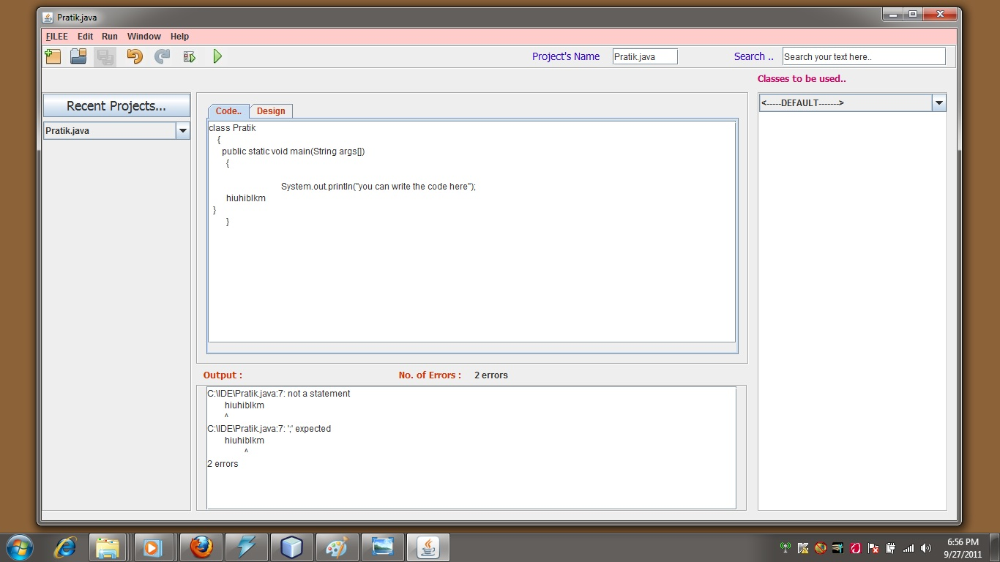 Pratik.java
FILEE Edit Run Window Help
Project's Name Pratik.java Search .. Search your text here..
Classes to be used..
Recent Projects...
<-----DEFAULT------->
Pratik.java
Code.. Design
class Pratik
{
public static void main(String args[])
{
System.out.println("you can write the code here");
hiuhiblkm
}
}
Output : No. of Errors : 2 errors
C:\IDE\Pratik.java:7: not a statement
hiuhiblkm
^
C:\IDE\Pratik.java:7: ';' expected
hiuhiblkm
^
2 errors
6:56 PM
9/27/2011